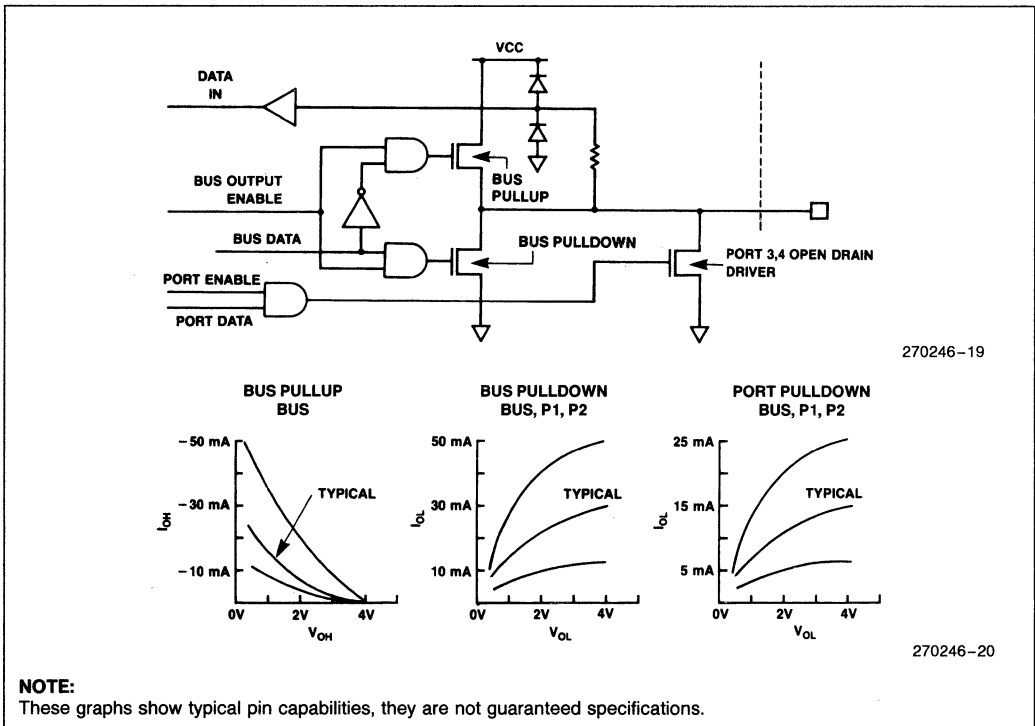 VCC
DATA
IN
BUS
PULLUP
BUS OUTPUT
ENABLE
BUS DATA
BUS PULLDOWN
PORT 3,4 OPEN DRAIN
DRIVER
PORT ENABLE
PORT DATA
270246-19
BUS PULLUP
BUS
-50 mA
-30 mA
-10 mA
IOH
TYPICAL
0V 2V 4V
VOH
BUS PULLDOWN
BUS, P1, P2
50 mA
30 mA
10 mA
IOL
TYPICAL
0V 2V 4V
VOL
PORT PULLDOWN
BUS, P1, P2
25 mA
15 mA
5 mA
IOL
TYPICAL
0V 2V 4V
VOL
270246-20
NOTE:
These graphs show typical pin capabilities, they are not guaranteed specifications.